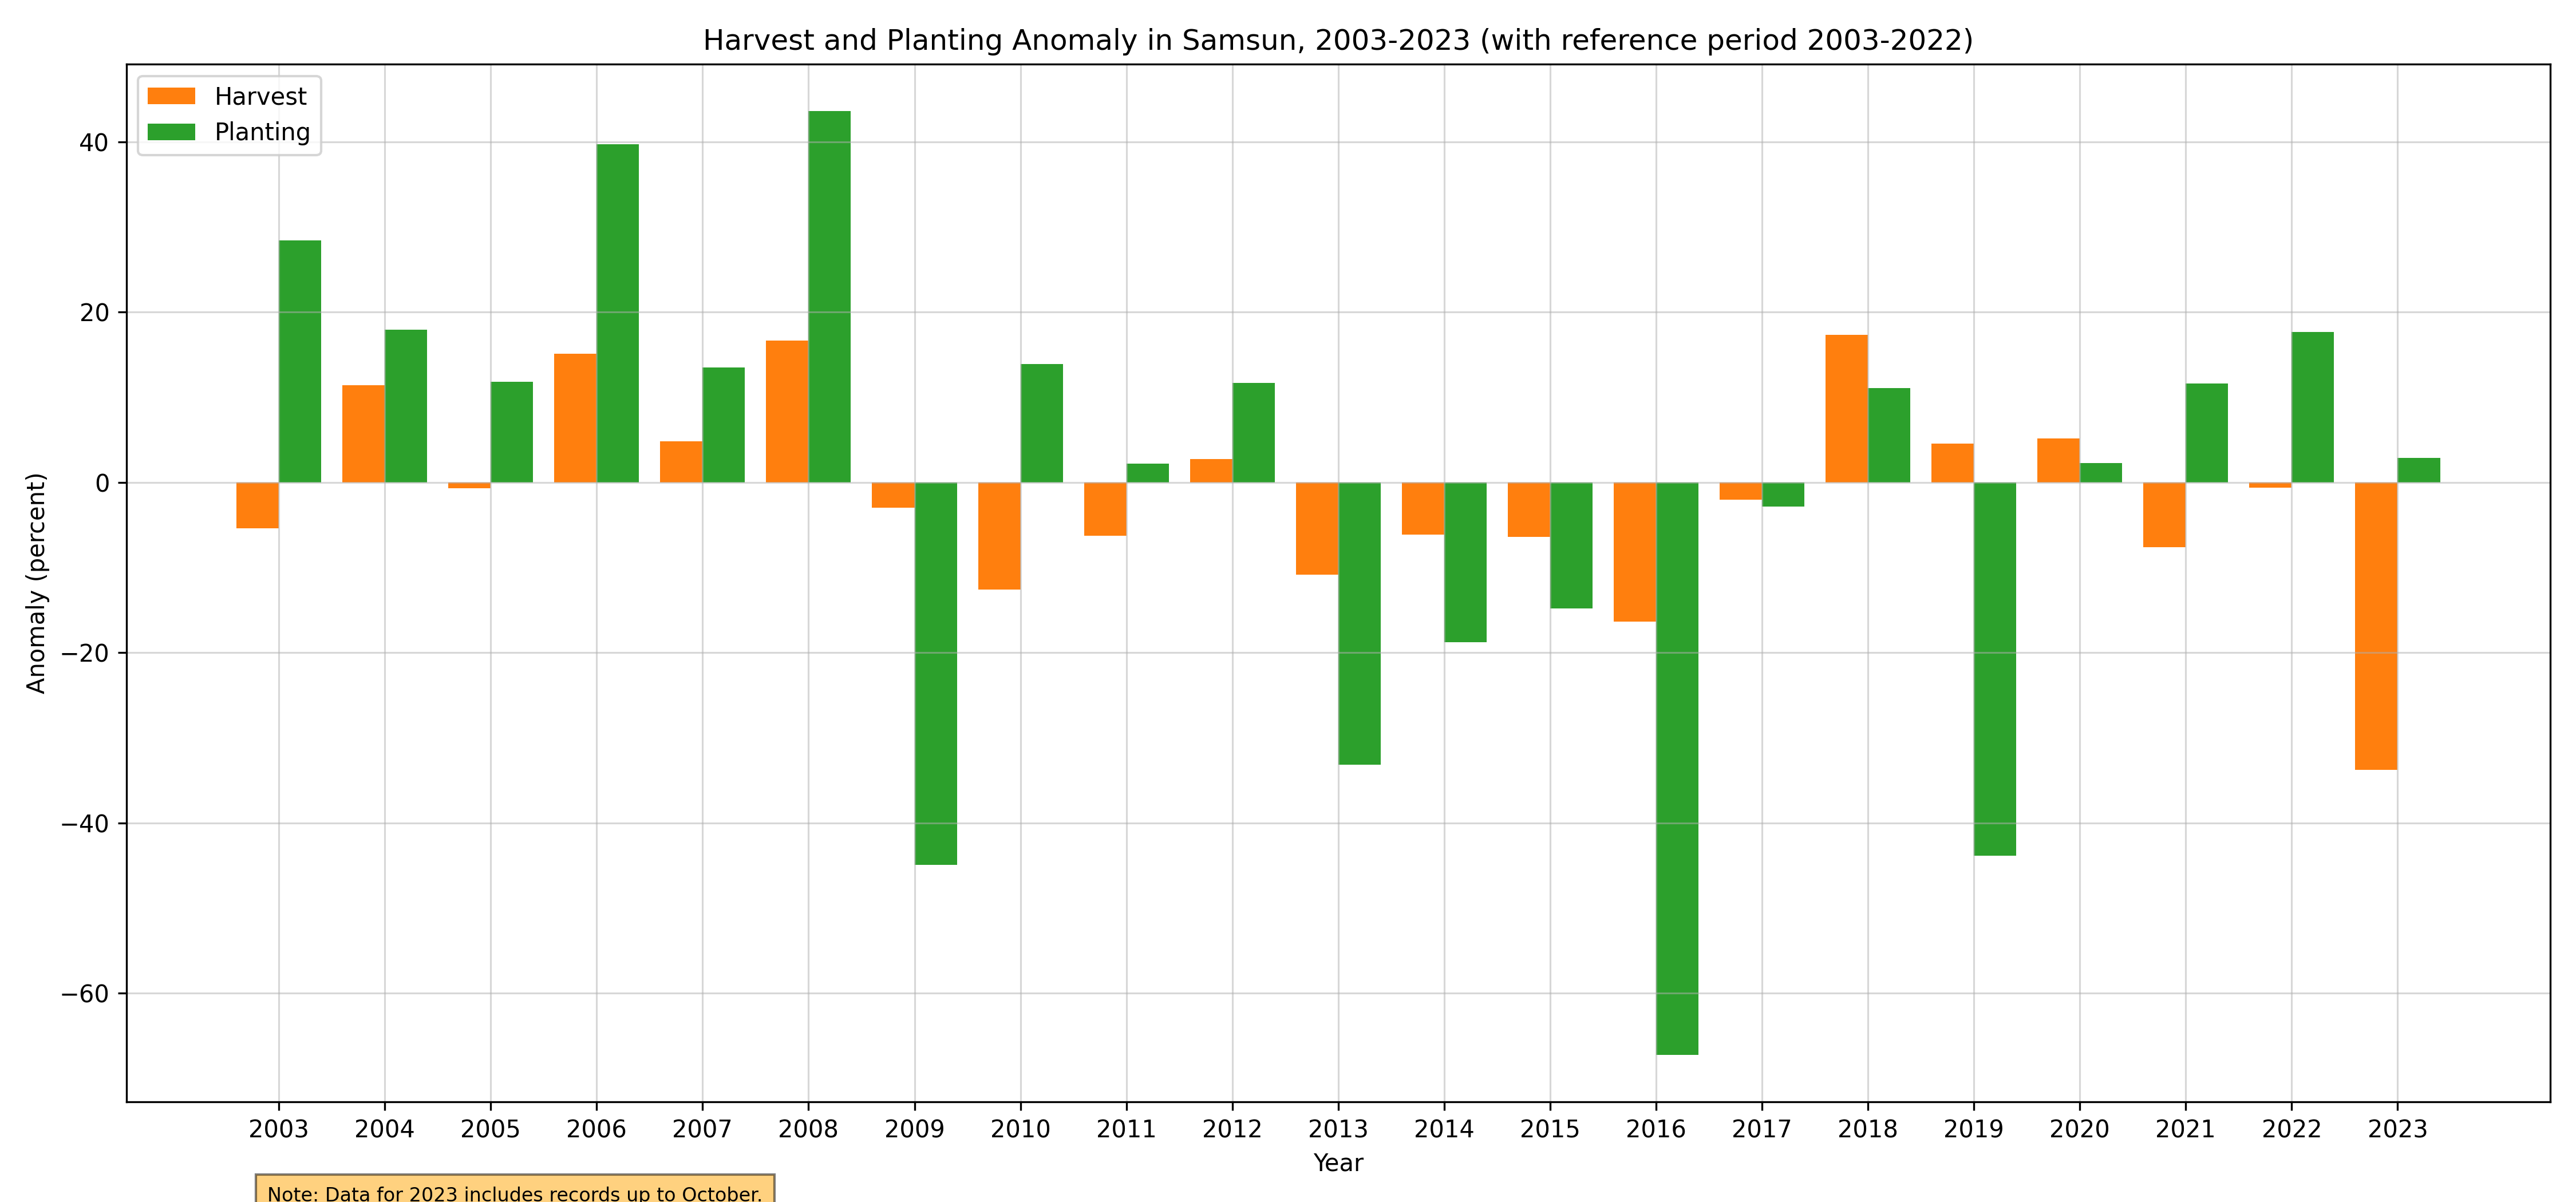 Harvest and Planting Anomaly in Samsun, 2003-2023 (with reference period 2003-2022)
Harvest
Planting
Anomaly (percent)
40
20
0
−20
−40
−60
2003 2004 2005 2006 2007 2008 2009 2010 2011 2012 2013 2014 2015 2016 2017 2018 2019 2020 2021 2022 2023
Year
Note: Data for 2023 includes records up to October.